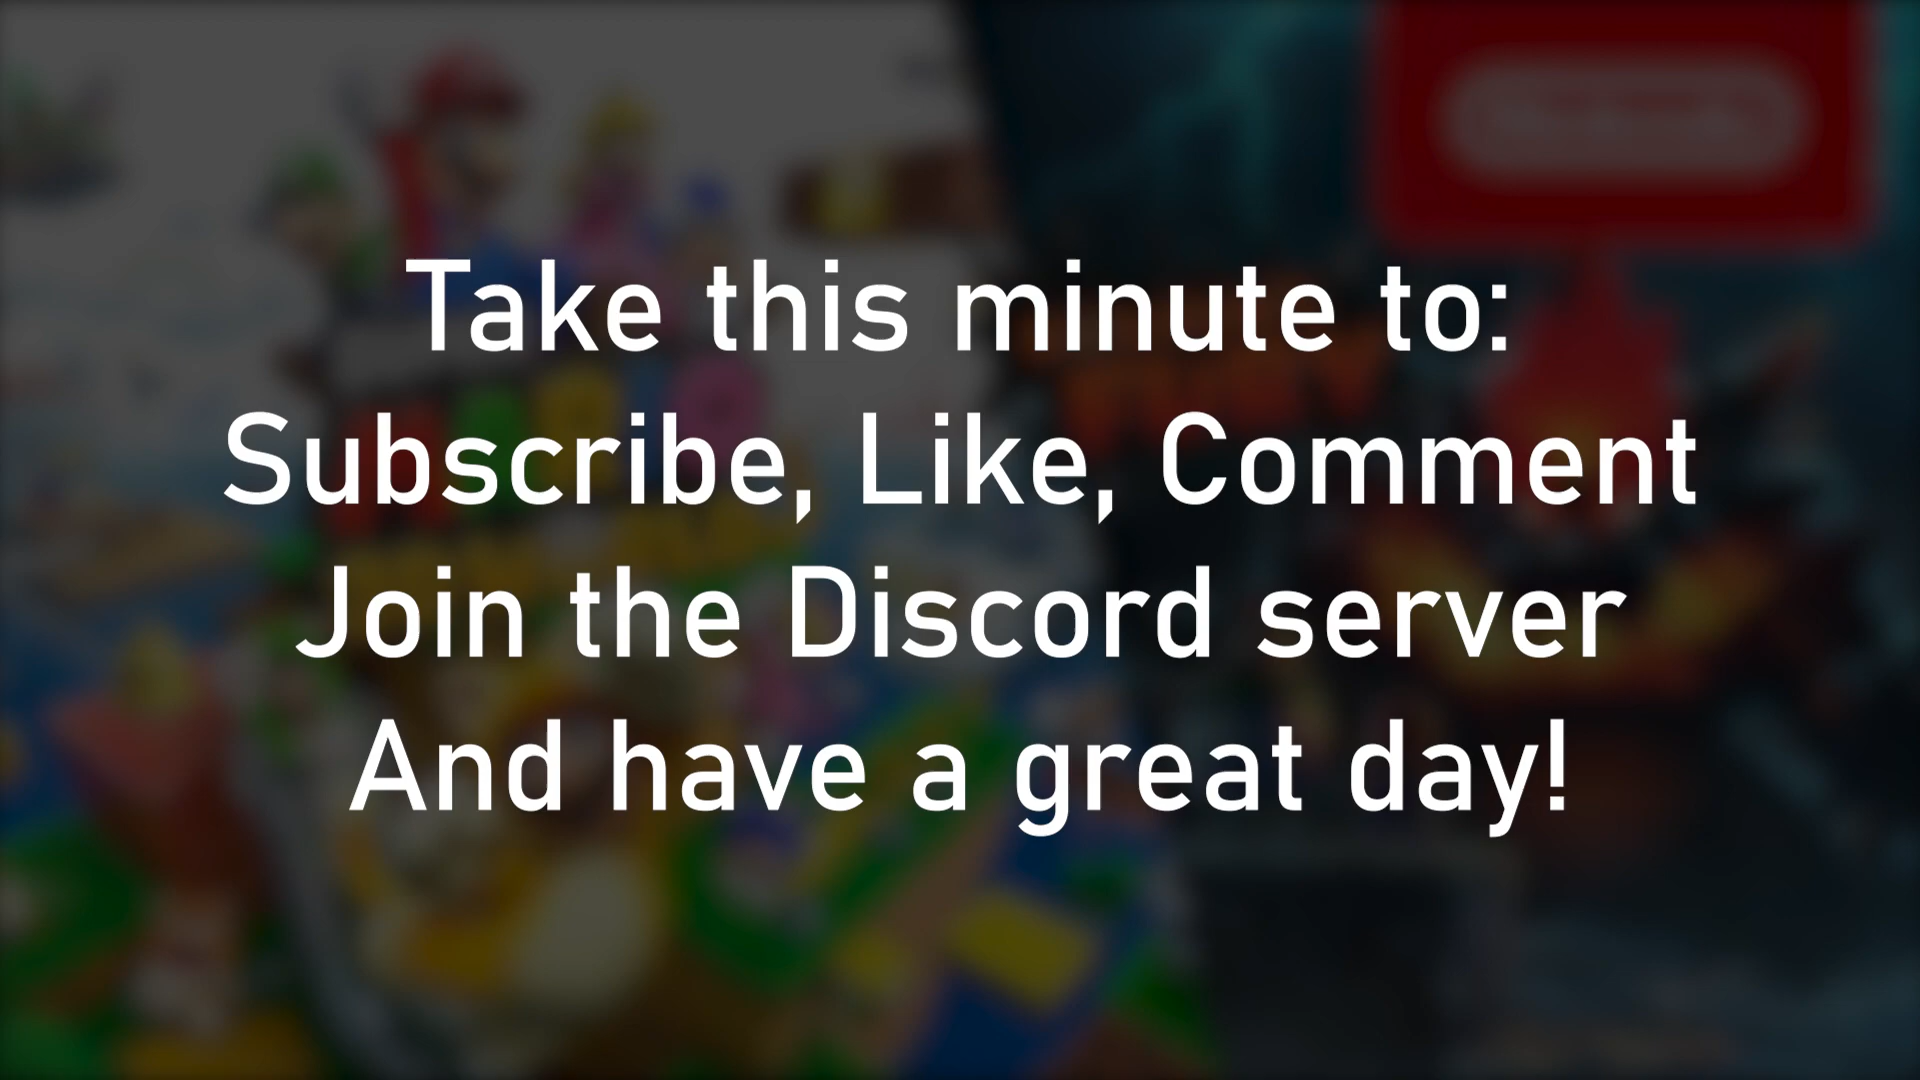 Take this minute to:
Subscribe, Like, Comment
Join the Discord server
And have a great day!